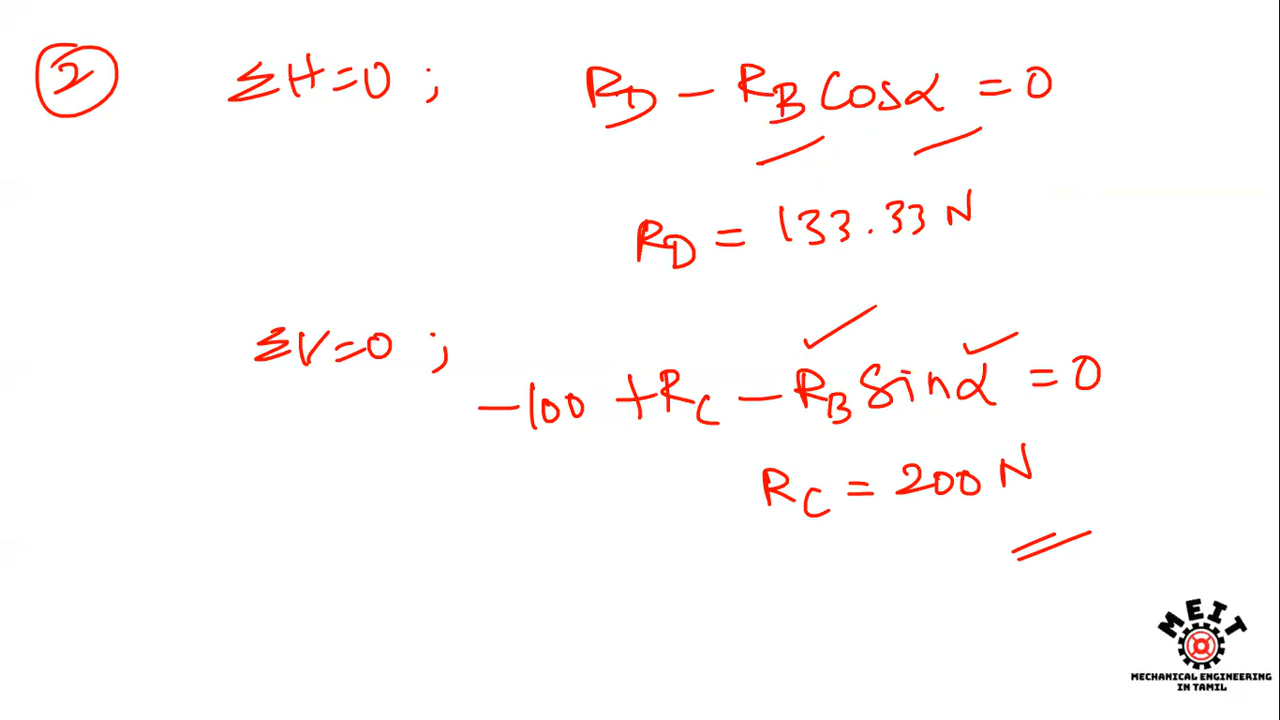 2 ΣH=0 ; R_D - R_B Cosα = 0
R_D = 133.33 N
ΣV=0 ; -100 + R_C - R_B Sinα = 0
R_C = 200 N
MEIT
MECHANICAL ENGINEERING
IN TAMIL